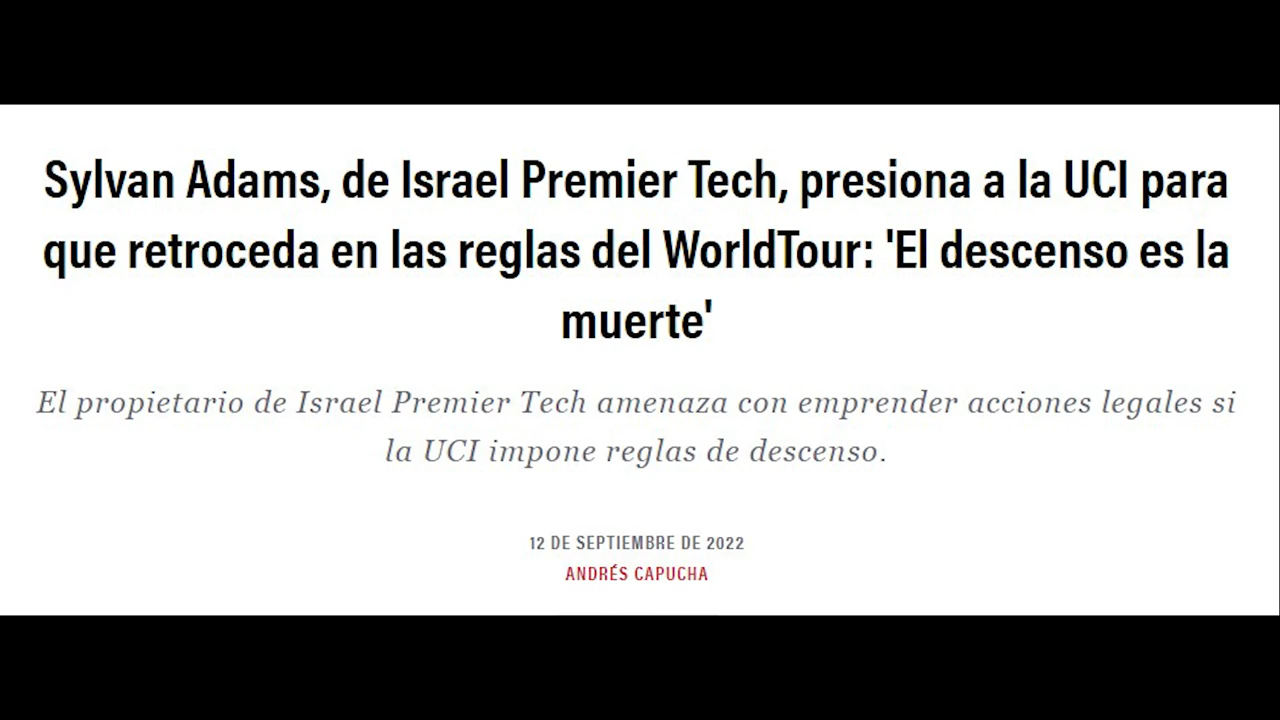 Sylvan Adams, de Israel Premier Tech, presiona a la UCI para
que retroceda en las reglas del WorldTour: 'El descenso es la
muerte'
El propietario de Israel Premier Tech amenaza con emprender acciones legales si
la UCI impone reglas de descenso.
12 DE SEPTIEMBRE DE 2022
ANDRÉS CAPUCHA